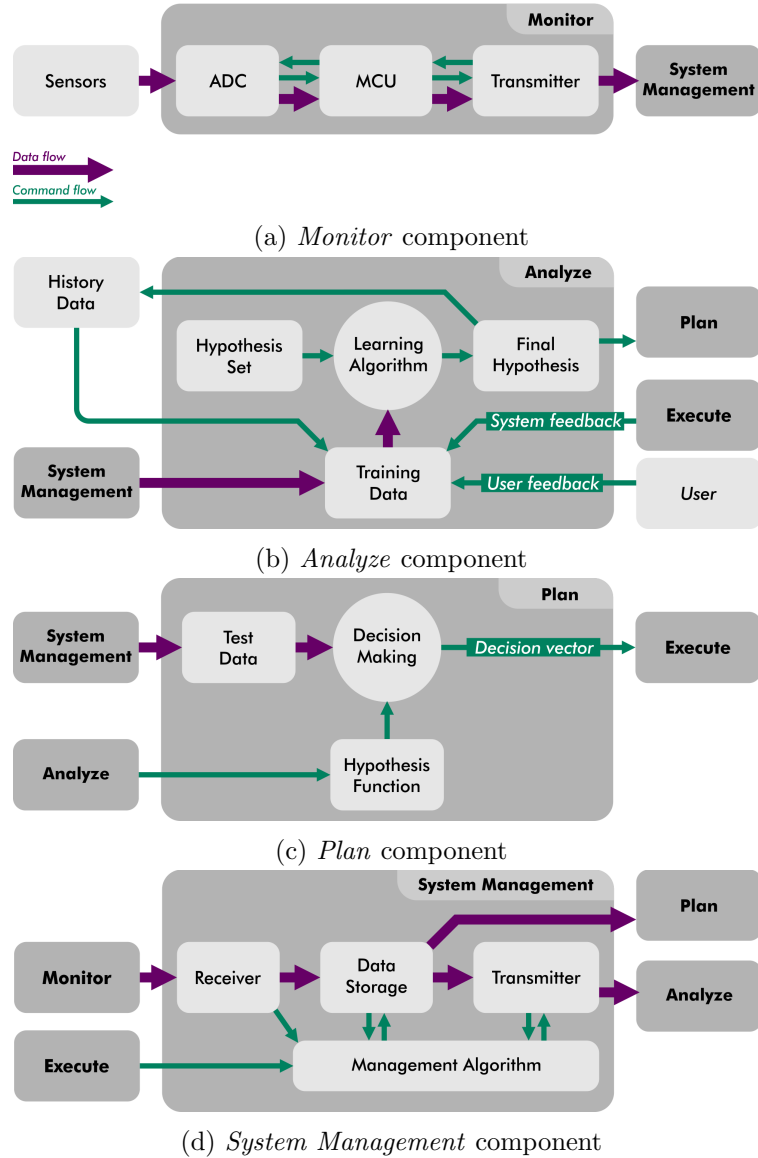 Monitor
Sensors
ADC
MCU
Transmitter
System
Management
Data flow
Command flow
(a) Monitor component
Analyze
History
Data
Hypothesis
Set
Learning
Algorithm
Final
Hypothesis
Plan
System feedback
Execute
System
Management
Training
Data
User feedback
User
(b) Analyze component
Plan
System
Management
Test
Data
Decision
Making
Decision vector
Execute
Analyze
Hypothesis
Function
(c) Plan component
System Management
Plan
Monitor
Receiver
Data
Storage
Transmitter
Analyze
Execute
Management Algorithm
(d) System Management component